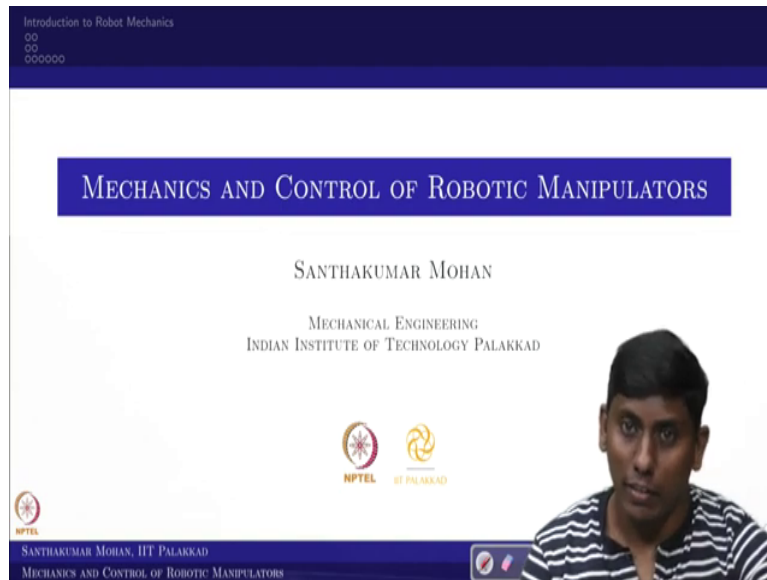 Introduction to Robot Mechanics
MECHANICS AND CONTROL OF ROBOTIC MANIPULATORS
SANTHAKUMAR MOHAN
MECHANICAL ENGINEERING
INDIAN INSTITUTE OF TECHNOLOGY PALAKKAD
NPTEL
IIT PALAKKAD
NPTEL
SANTHAKUMAR MOHAN, IIT PALAKKAD
MECHANICS AND CONTROL OF ROBOTIC MANIPULATORS